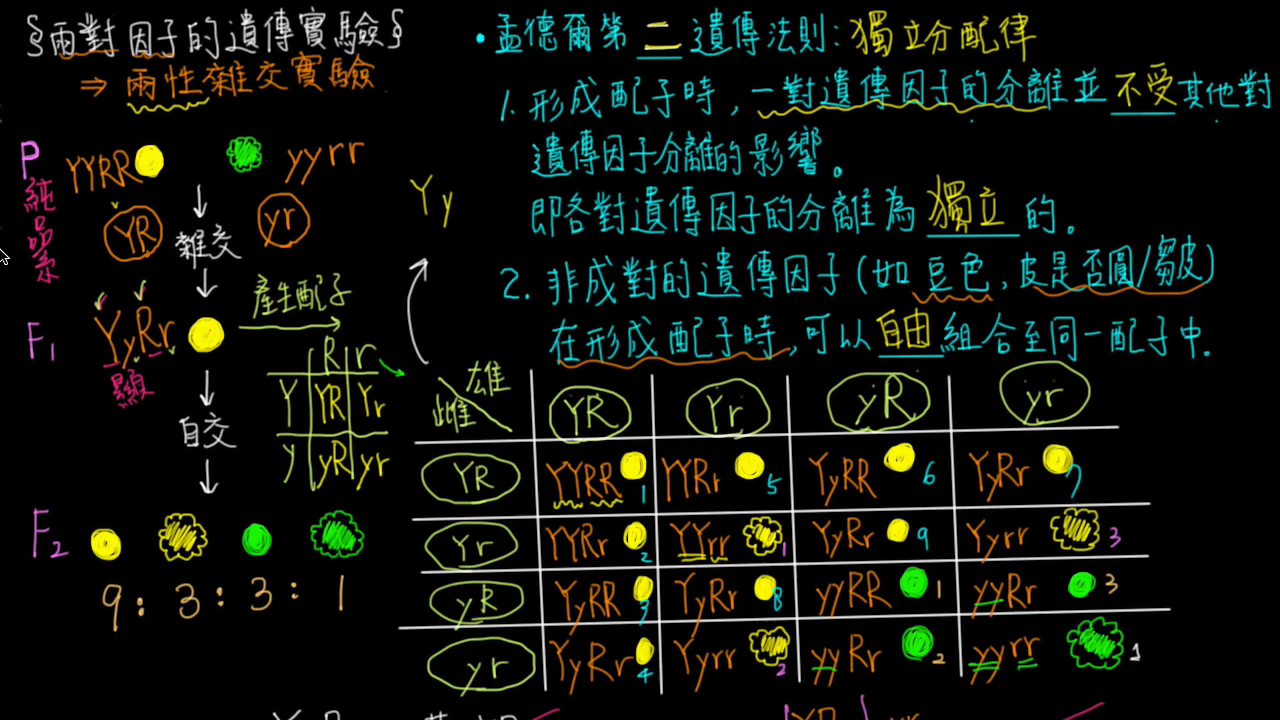 §兩對因子的遺傳實驗§
⇒ 兩性雜交實驗
P YYRR yyrr
純品系
YR yr
雜交
F1 YyRr
顯
產生配子
R r
Y YR Yr
y yR yr
自交
F2
9 : 3 : 3 : 1
Yy
• 孟德爾第二遺傳法則: 獨立分配律
1. 形成配子時, 一對遺傳因子的分離並不受其他對
遺傳因子分離的影響。
即各對遺傳因子的分離為獨立的。
2. 非成對的遺傳因子(如豆色, 皮是否圓/皺皮)
在形成配子時, 可以自由組合至同一配子中.
雌 雄 YR Yr yR yr
YR YYRR 1 YYRr 5 YyRR 6 YyRr 7
Yr YYRr 2 YYrr 1 YyRr 9 Yyrr 3
yR YyRR 3 YyRr 8 yyRR 1 yyRr 3
yr YyRr 4 Yyrr 2 yyRr 2 yyrr 1